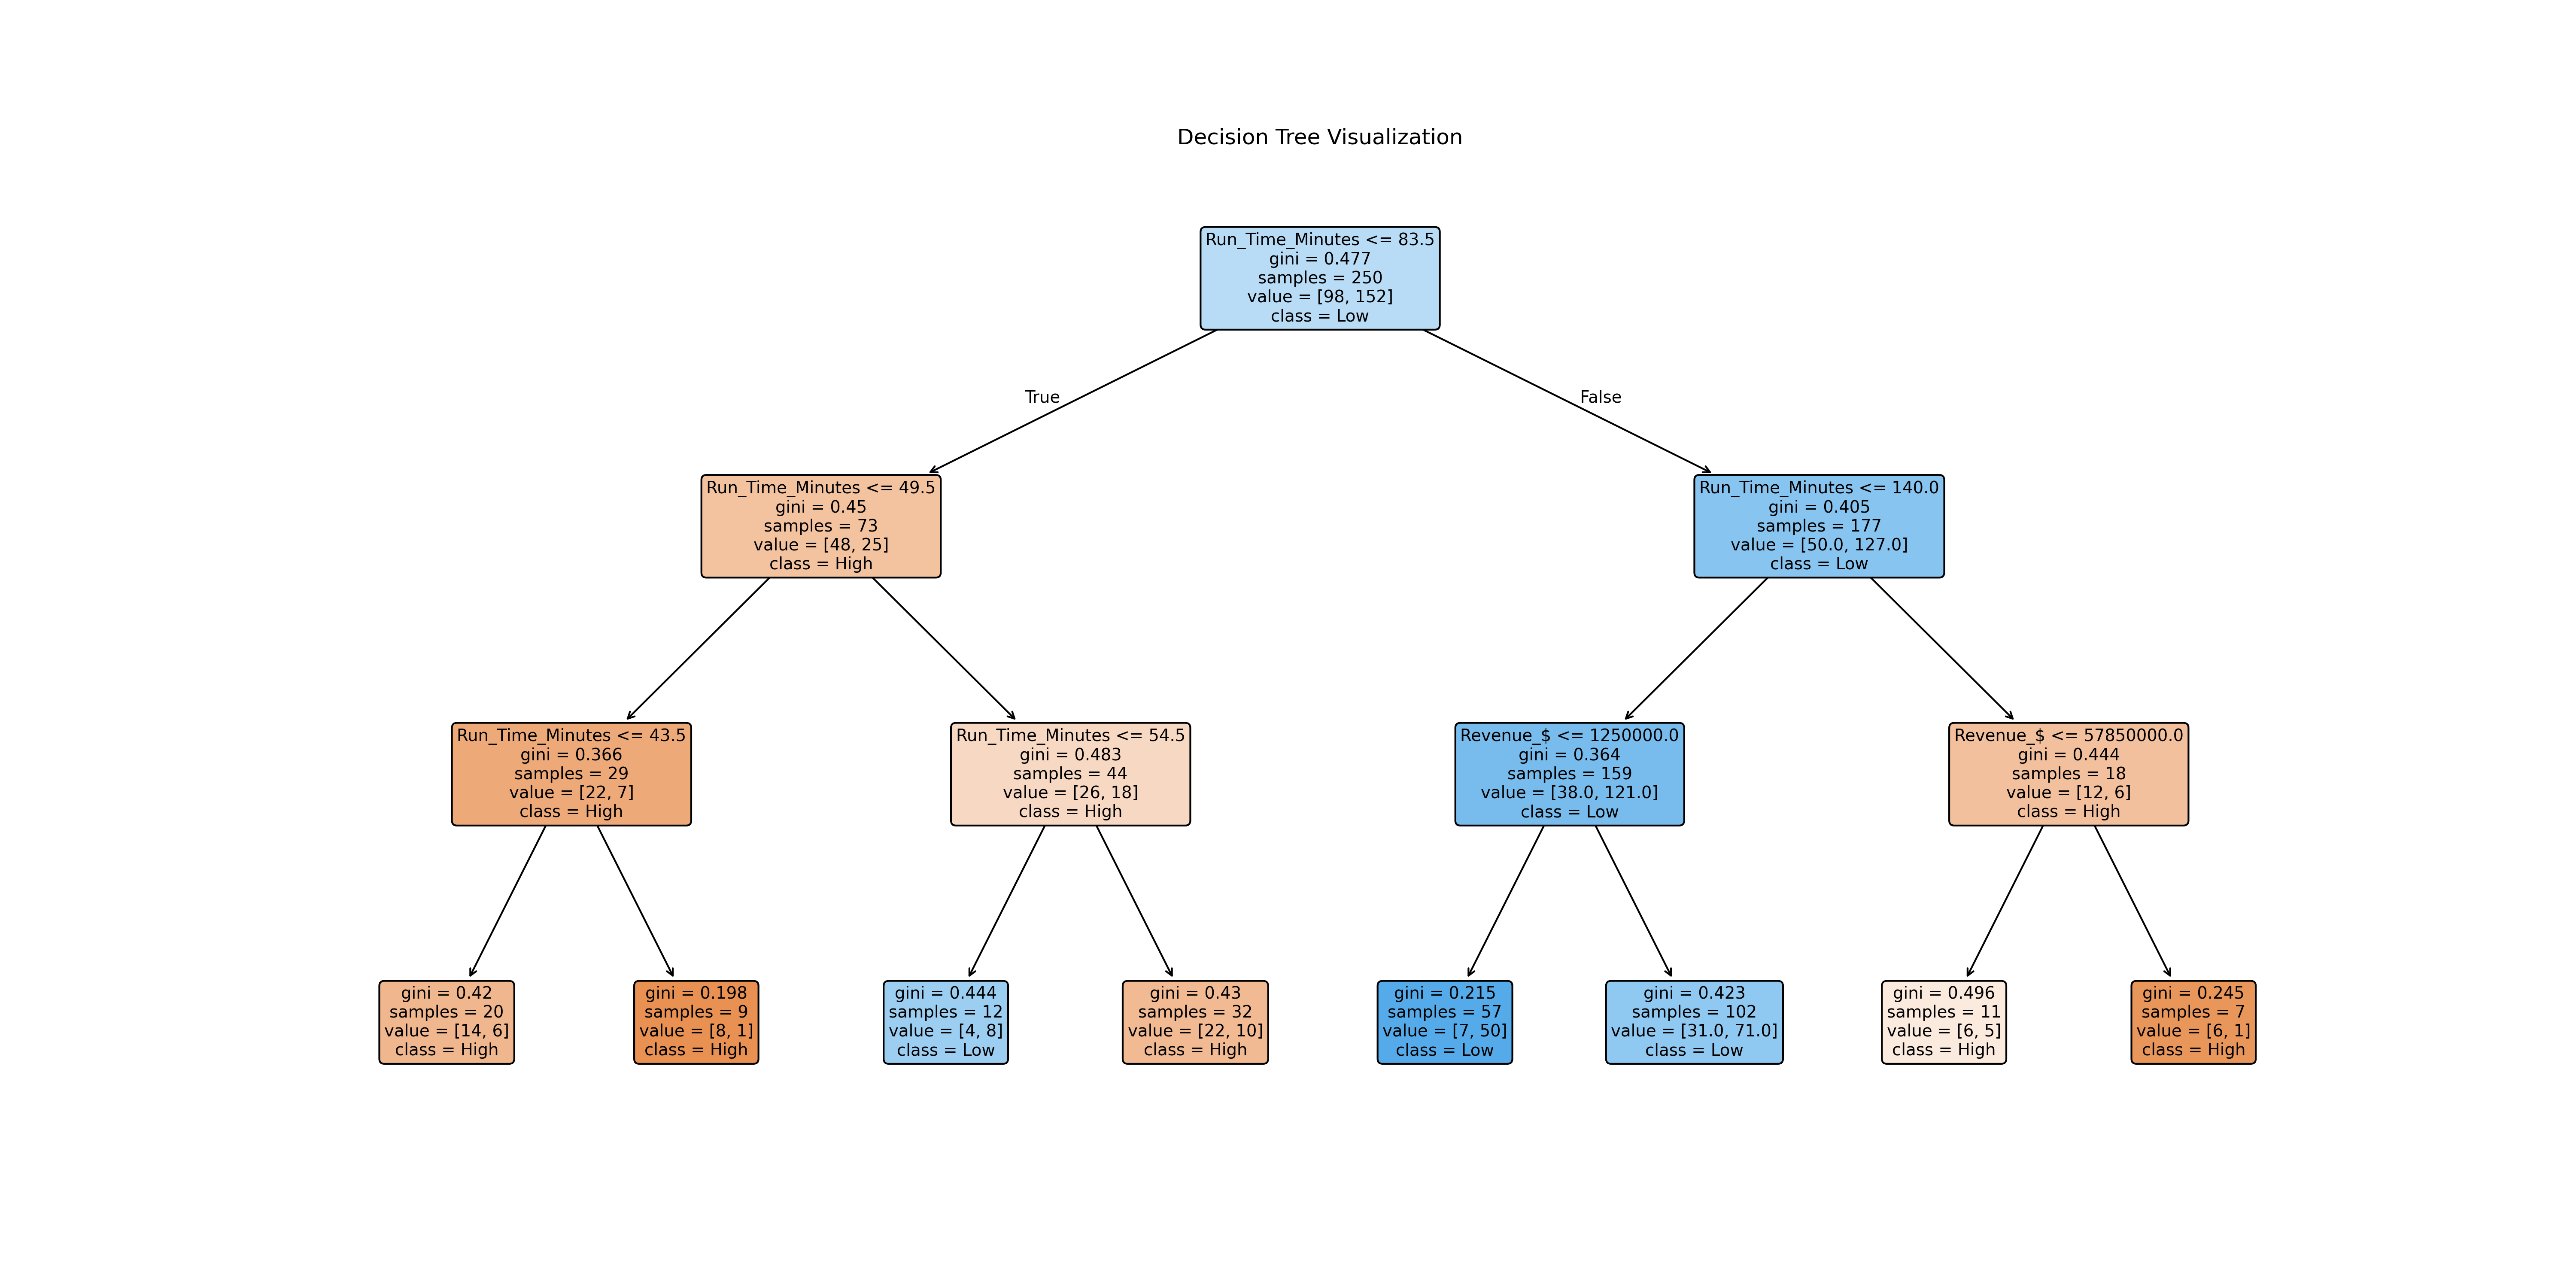 Decision Tree Visualization
Run_Time_Minutes <= 83.5
gini = 0.477
samples = 250
value = [98, 152]
class = Low
True
False
Run_Time_Minutes <= 49.5
gini = 0.45
samples = 73
value = [48, 25]
class = High
Run_Time_Minutes <= 140.0
gini = 0.405
samples = 177
value = [50.0, 127.0]
class = Low
Run_Time_Minutes <= 43.5
gini = 0.366
samples = 29
value = [22, 7]
class = High
Run_Time_Minutes <= 54.5
gini = 0.483
samples = 44
value = [26, 18]
class = High
Revenue_$ <= 1250000.0
gini = 0.364
samples = 159
value = [38.0, 121.0]
class = Low
Revenue_$ <= 57850000.0
gini = 0.444
samples = 18
value = [12, 6]
class = High
gini = 0.42
samples = 20
value = [14, 6]
class = High
gini = 0.198
samples = 9
value = [8, 1]
class = High
gini = 0.444
samples = 12
value = [4, 8]
class = Low
gini = 0.43
samples = 32
value = [22, 10]
class = High
gini = 0.215
samples = 57
value = [7, 50]
class = Low
gini = 0.423
samples = 102
value = [31.0, 71.0]
class = Low
gini = 0.496
samples = 11
value = [6, 5]
class = High
gini = 0.245
samples = 7
value = [6, 1]
class = High